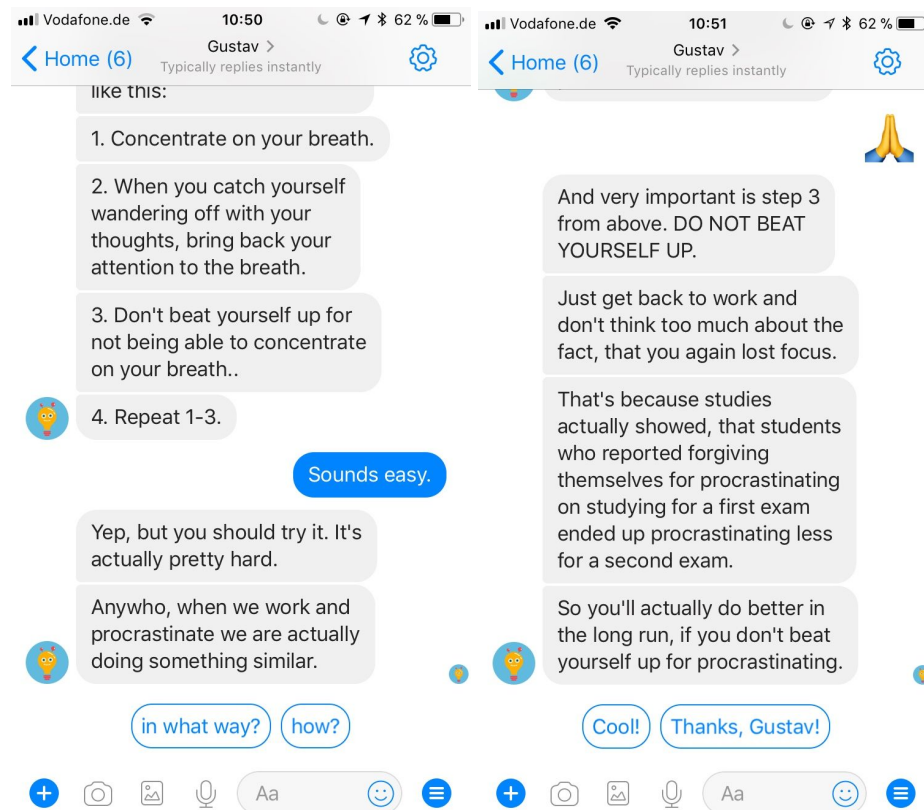 Vodafone.de
10:50
62 %
Home (6)
Gustav >
Typically replies instantly
like this:
1. Concentrate on your breath.
2. When you catch yourself
wandering off with your
thoughts, bring back your
attention to the breath.
3. Don't beat yourself up for
not being able to concentrate
on your breath..
4. Repeat 1-3.
Sounds easy.
Yep, but you should try it. It's
actually pretty hard.
Anywho, when we work and
procrastinate we are actually
doing something similar.
in what way?
how?
Aa
Vodafone.de
10:51
62 %
Home (6)
Gustav >
Typically replies instantly
And very important is step 3
from above. DO NOT BEAT
YOURSELF UP.
Just get back to work and
don't think too much about the
fact, that you again lost focus.
That's because studies
actually showed, that students
who reported forgiving
themselves for procrastinating
on studying for a first exam
ended up procrastinating less
for a second exam.
So you'll actually do better in
the long run, if you don't beat
yourself up for procrastinating.
Cool!
Thanks, Gustav!
Aa